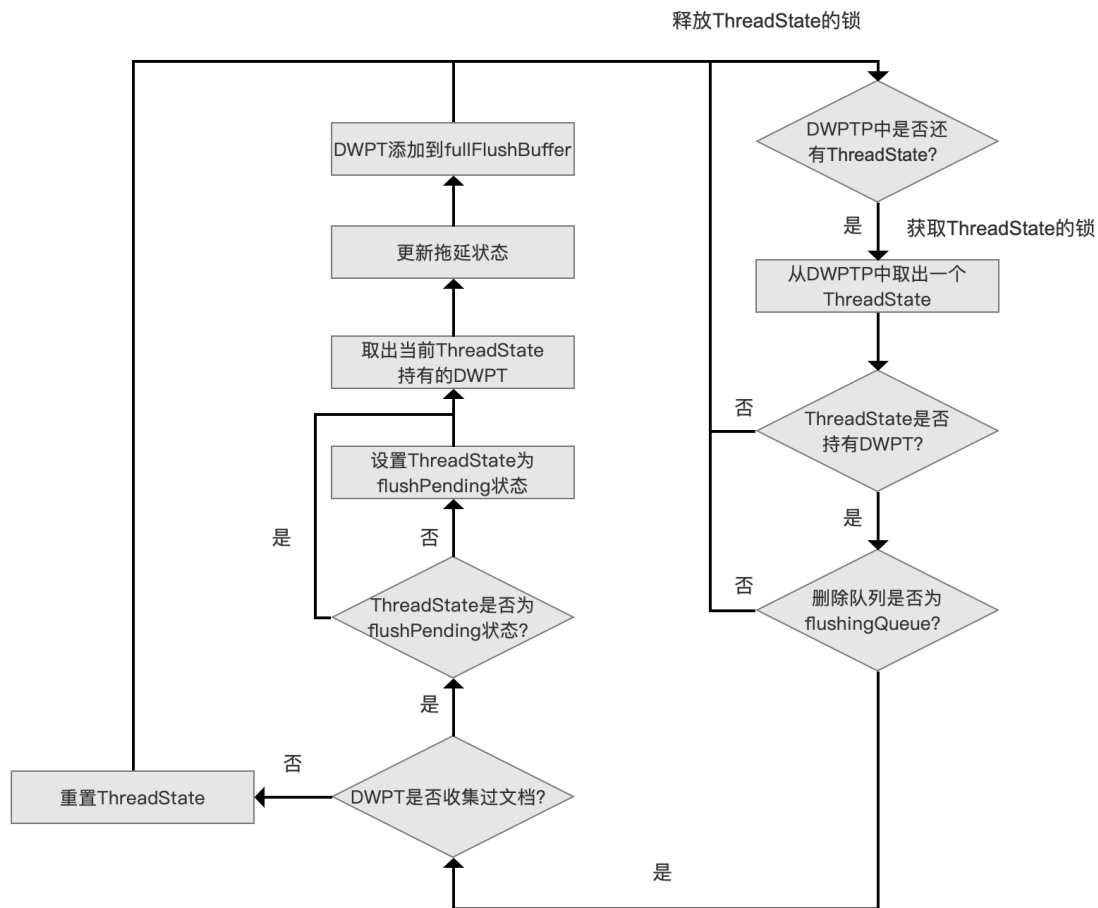 释放ThreadState的锁
DWPTP中是否还
有ThreadState?
是
获取ThreadState的锁
从DWPTP中取出一个
ThreadState
ThreadState是否
持有DWPT?
否
是
删除队列是否为
flushingQueue?
否
是
DWPT是否收集过文档?
否
重置ThreadState
是
ThreadState是否为
flushPending状态?
是
否
设置ThreadState为
flushPending状态
取出当前ThreadState
持有的DWPT
更新拖延状态
DWPT添加到fullFlushBuffer